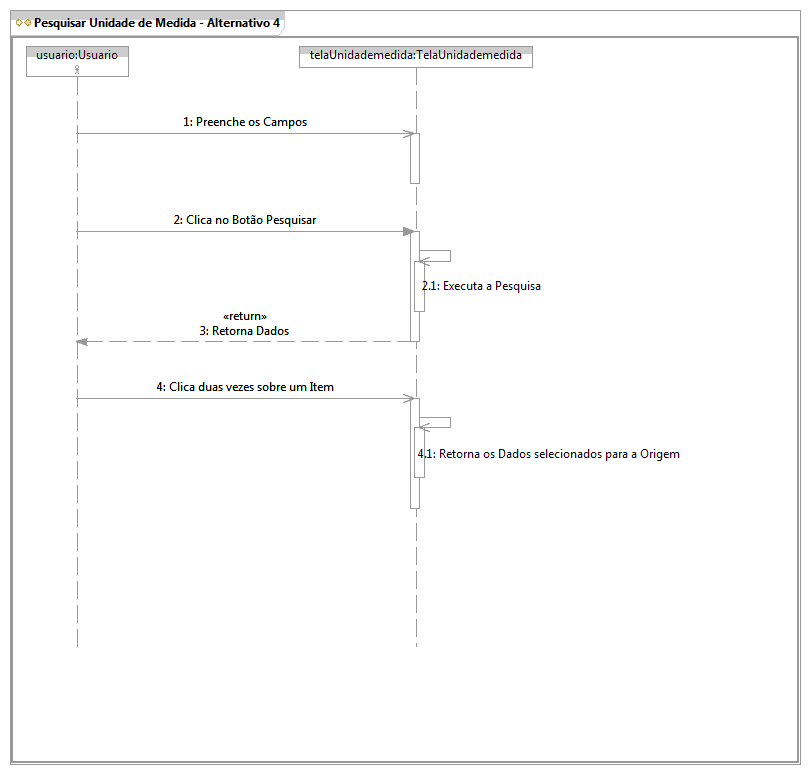 Pesquisar Unidade de Medida - Alternativo 4
usuario:Usuario
telaUnidademedida:TelaUnidademedida
1: Preenche os Campos
2: Clica no Botão Pesquisar
2.1: Executa a Pesquisa
«return»
3: Retorna Dados
4: Clica duas vezes sobre um Item
4.1: Retorna os Dados selecionados para a Origem